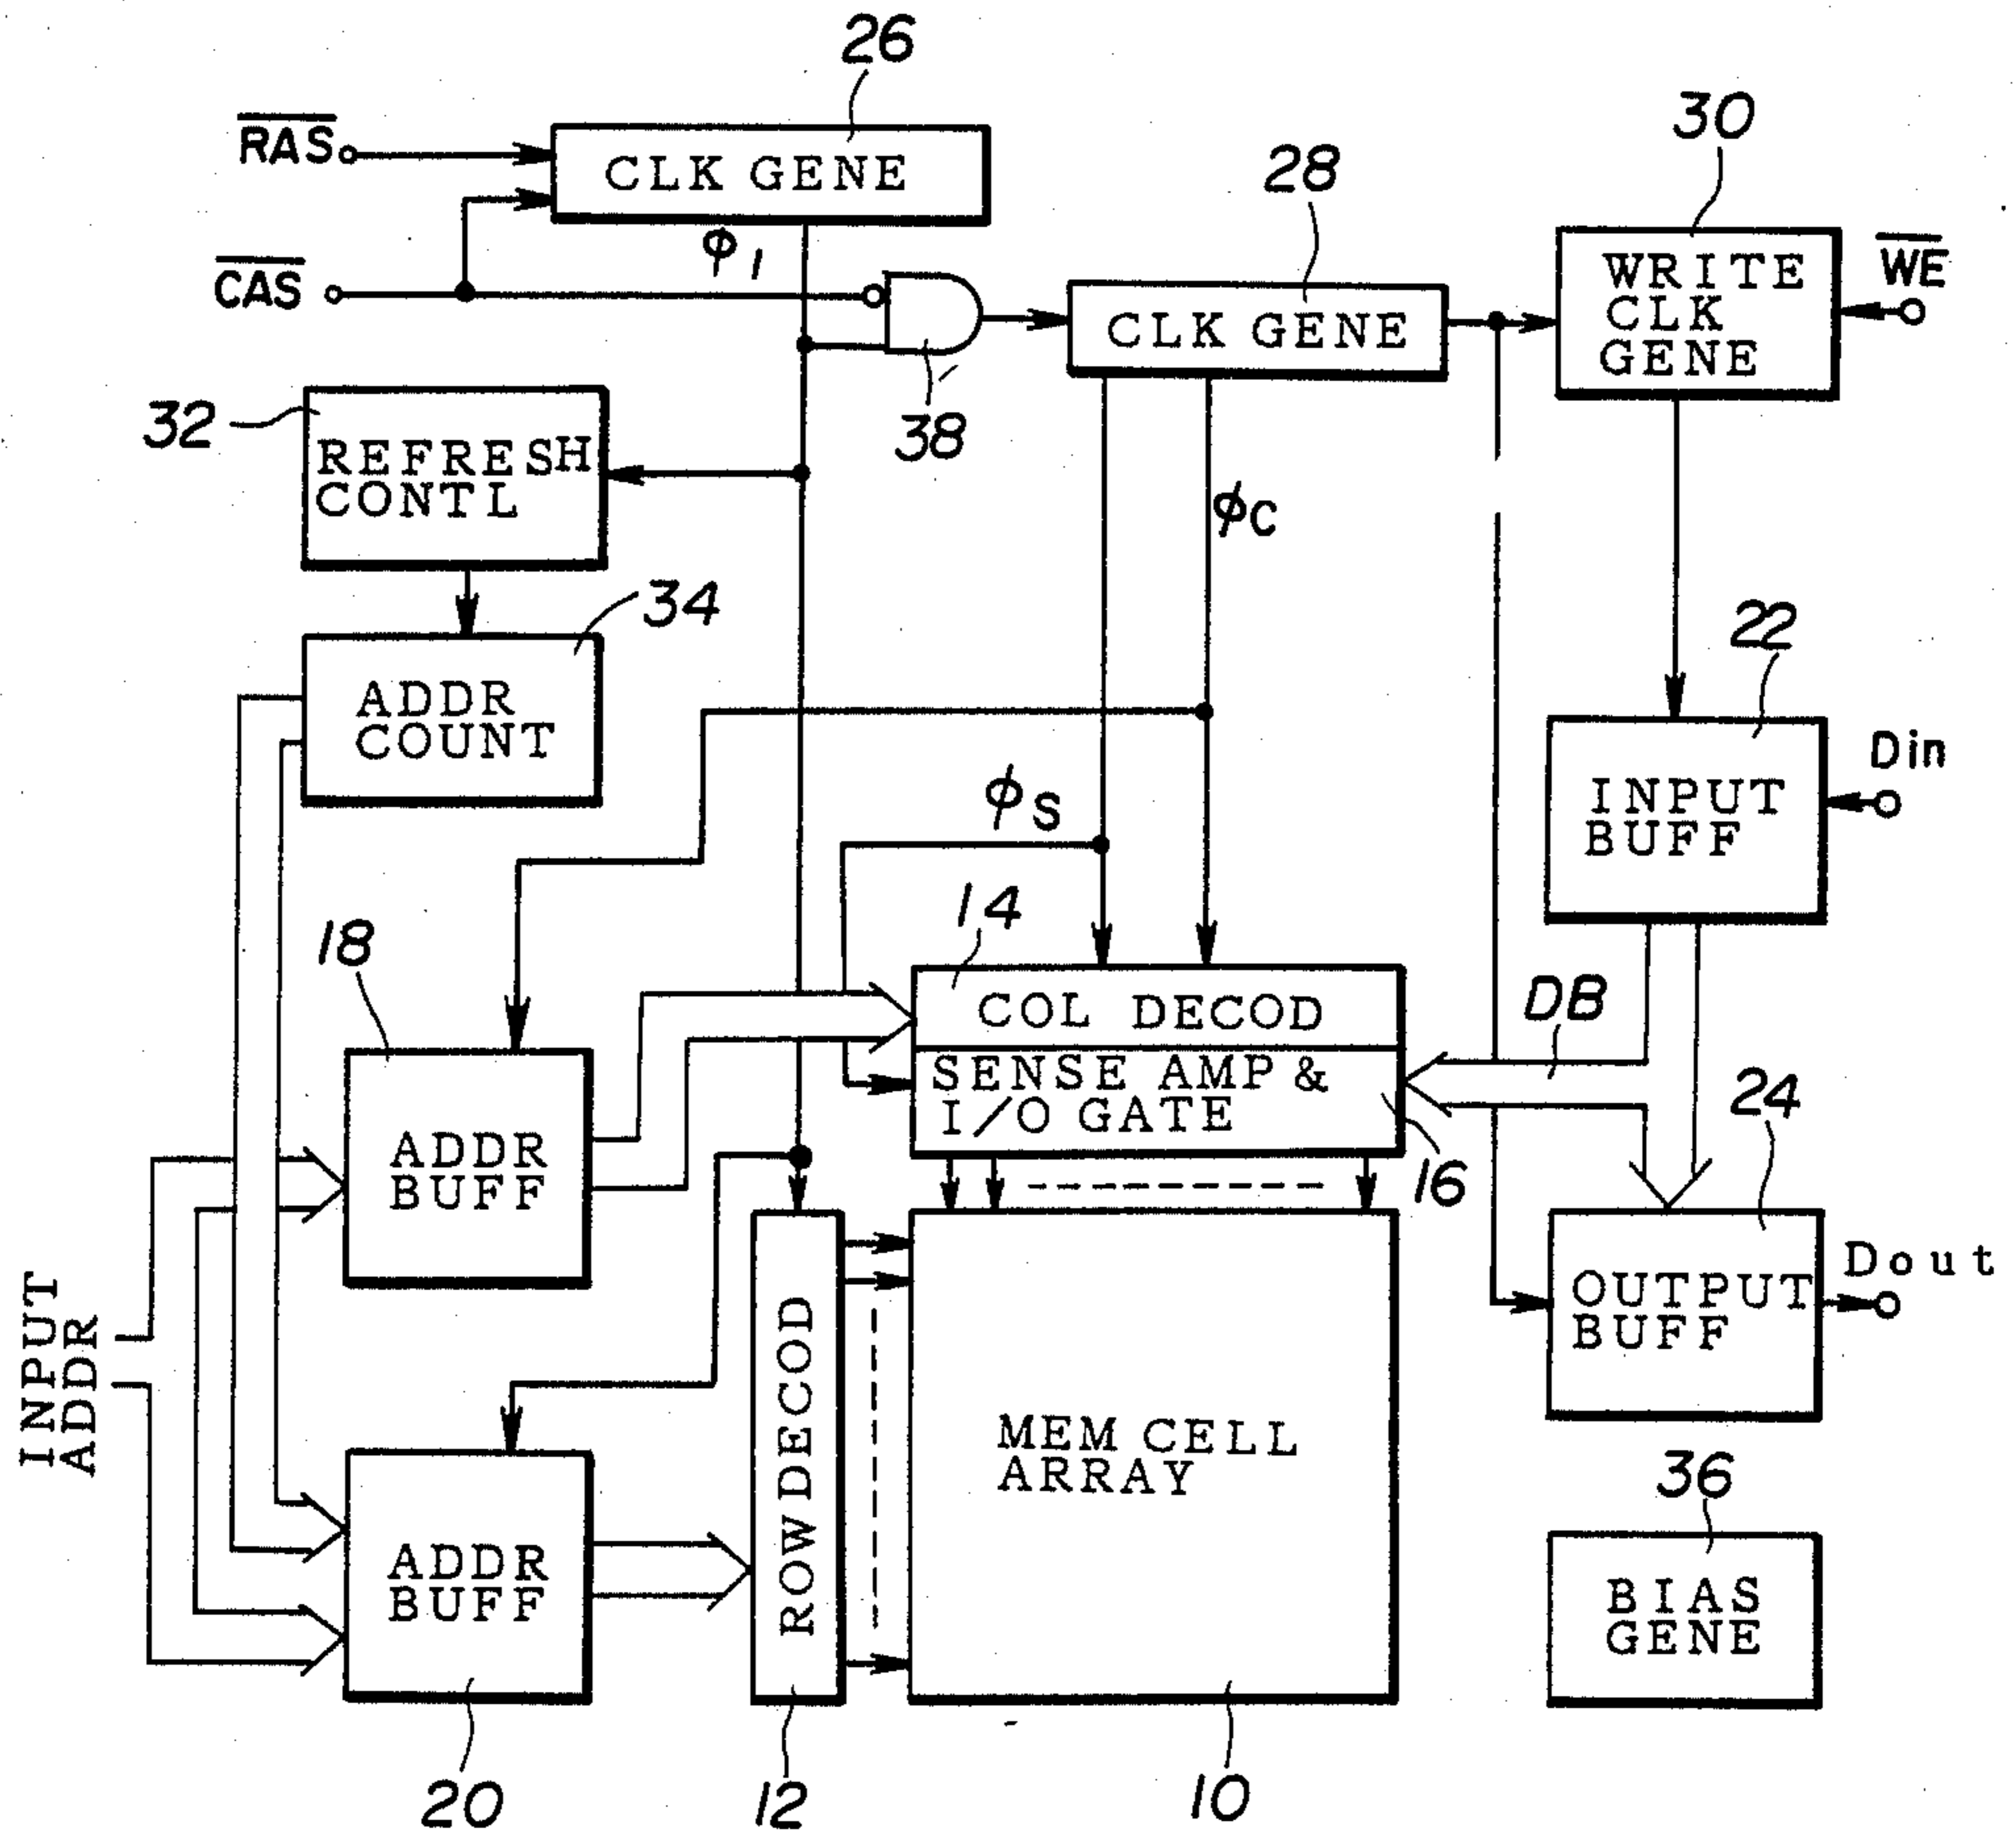 26
RAS
CLK GENE
30
28
φ1
CAS
CLK GENE
WRITE
CLK
GENE
WE
32
38
REFRESH
CONTL
φC
34
22
ADDR
COUNT
Din
φS
INPUT
BUFF
14
18
COL DECOD
DB
SENSE AMP &
I/O GATE
24
ADDR
BUFF
16
Dout
INPUT
ADDR
ROW DECOD
OUTPUT
BUFF
MEM CELL
ARRAY
36
ADDR
BUFF
BIAS
GENE
20
12
10